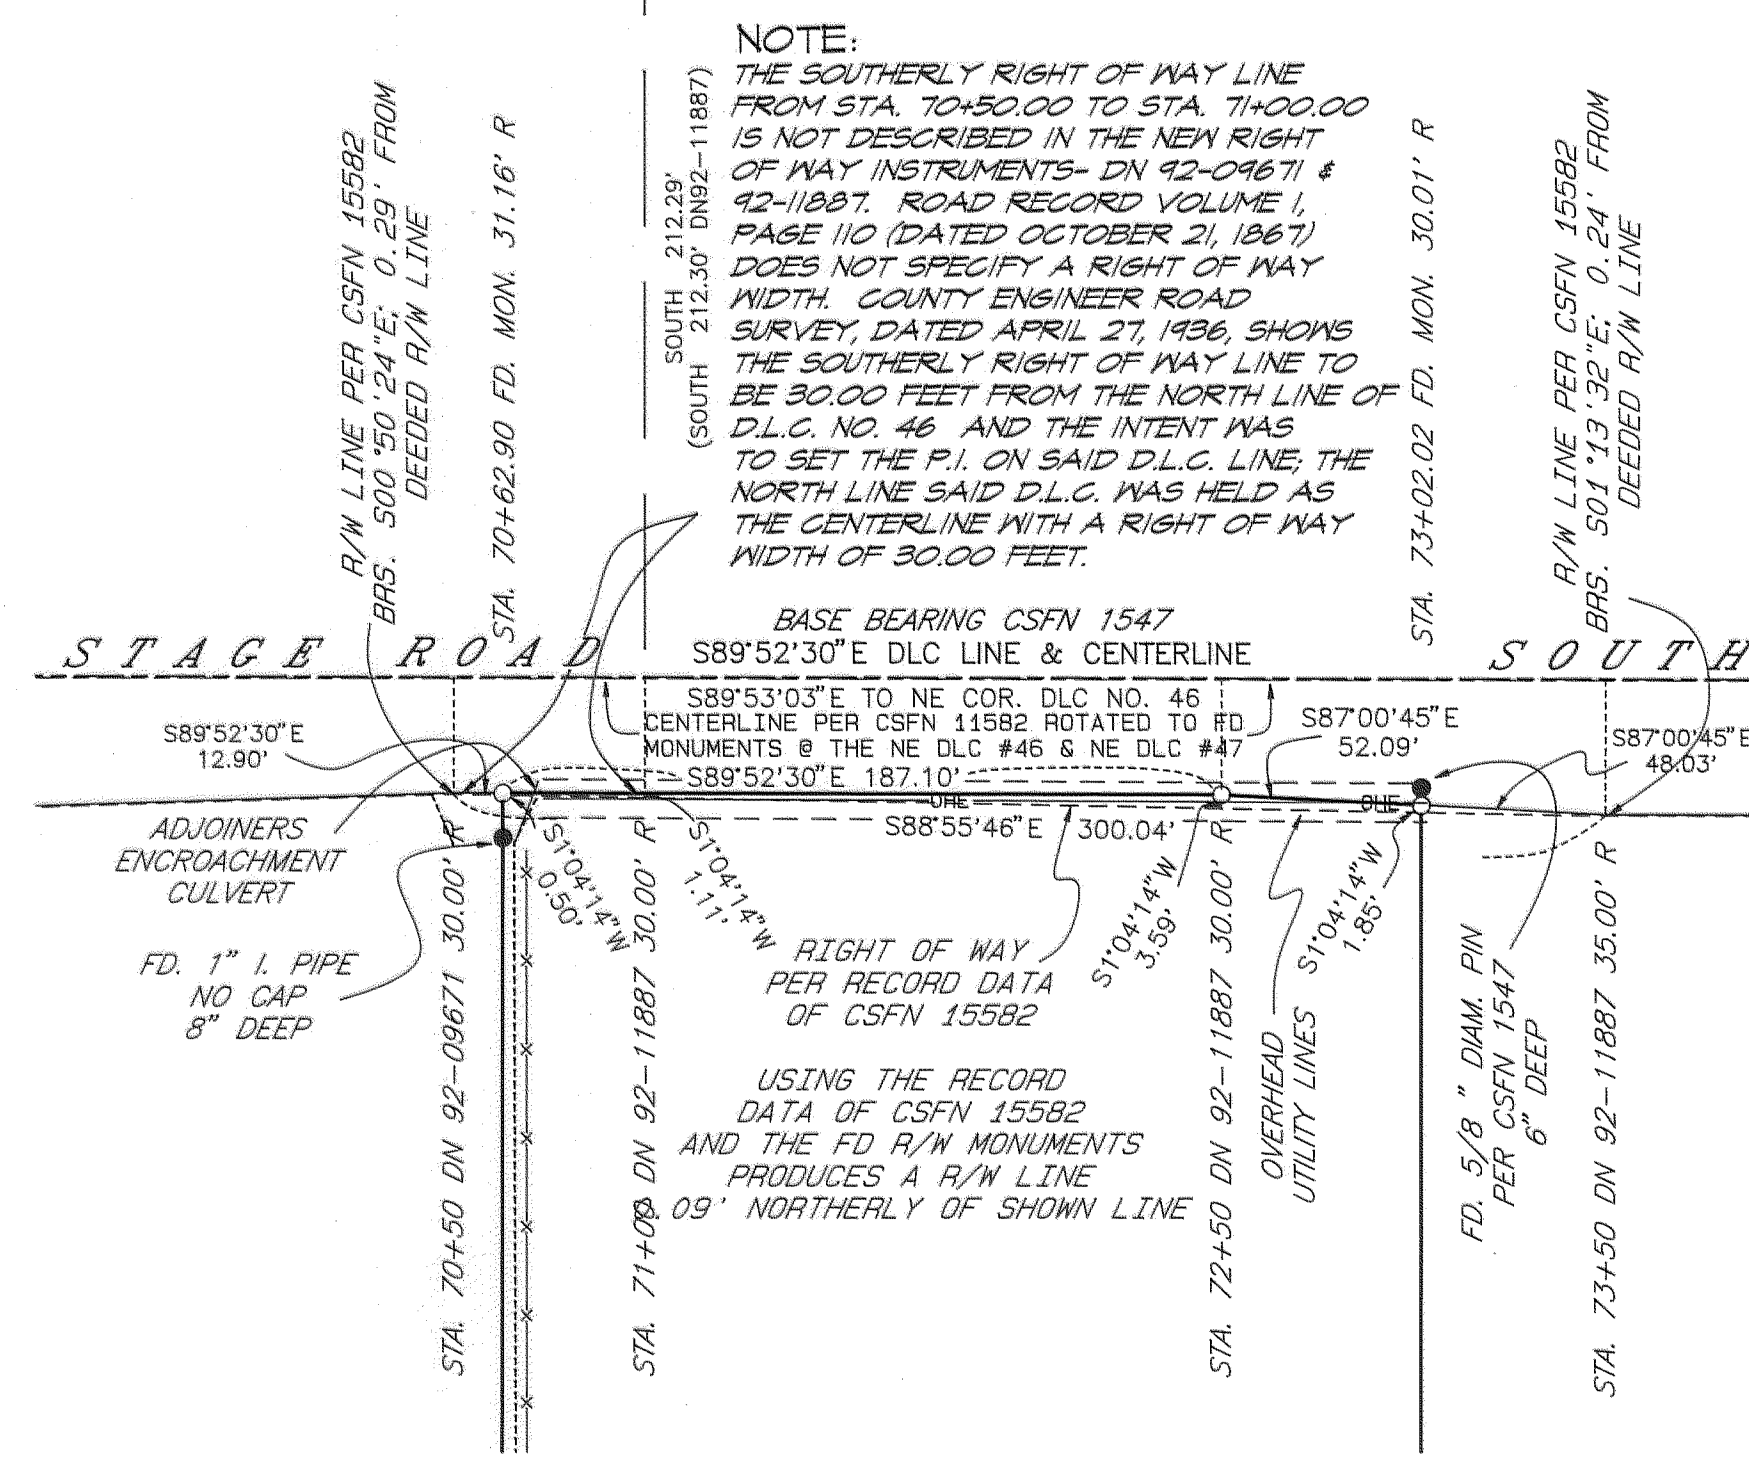 NOTE:
THE SOUTHERLY RIGHT OF WAY LINE
FROM STA. 70+50.00 TO STA. 71+00.00
IS NOT DESCRIBED IN THE NEW RIGHT
OF WAY INSTRUMENTS- DN 92-09671 $
92-11887. ROAD RECORD VOLUME 1,
PAGE 110 (DATED OCTOBER 21, 1867)
DOES NOT SPECIFY A RIGHT OF WAY
WIDTH. COUNTY ENGINEER ROAD
SURVEY, DATED APRIL 27, 1936, SHOWS
THE SOUTHERLY RIGHT OF WAY LINE TO
BE 30.00 FEET FROM THE NORTH LINE OF
D.L.C. NO. 46 AND THE INTENT WAS
TO SET THE P.I. ON SAID D.L.C. LINE; THE
NORTH LINE SAID D.L.C. WAS HELD AS
THE CENTERLINE WITH A RIGHT OF WAY
WIDTH OF 30.00 FEET.
R/W LINE PER CSFN 15582
BRS. S00°50'24"E; 0.29' FROM
DEEDED R/W LINE
STA. 70+62.90 FD. MON. 31.16' R
SOUTH 212.29'
(SOUTH 212.30' DN92-11887)
STA. 73+02.02 FD. MON. 30.01' R
R/W LINE PER CSFN 15582
BRS. S01°13'32"E; 0.24' FROM
DEEDED R/W LINE
BASE BEARING CSFN 1547
STAGE ROAD
S89°52'30"E DLC LINE & CENTERLINE
SOUTH
S89°53'03"E TO NE COR. DLC NO. 46
CENTERLINE PER CSFN 11582 ROTATED TO FD
MONUMENTS @ THE NE DLC #46 & NE DLC #47
S89°52'30"E
12.90'
S87°00'45"E
52.09'
S87°00'45"E
48.03'
S89°52'30"E 187.10'
OHE
OHE
S88°55'46"E 300.04'
ADJOINERS
ENCROACHMENT
CULVERT
S1°04'14"W
0.50'
S1°04'14"W
1.11'
S1°04'14"W
3.59'
S1°04'14"W
1.85'
FD. 1" I. PIPE
NO CAP
8" DEEP
RIGHT OF WAY
PER RECORD DATA
OF CSFN 15582
USING THE RECORD
DATA OF CSFN 15582
AND THE FD R/W MONUMENTS
PRODUCES A R/W LINE
.09' NORTHERLY OF SHOWN LINE
OVERHEAD
UTILITY LINES
FD. 5/8 " DIAM. PIN
PER CSFN 1547
6" DEEP
STA. 70+50 DN 92-09671 30.00' R
STA. 71+00 DN 92-11887 30.00' R
STA. 72+50 DN 92-11887 30.00' R
STA. 73+50 DN 92-11887 35.00' R